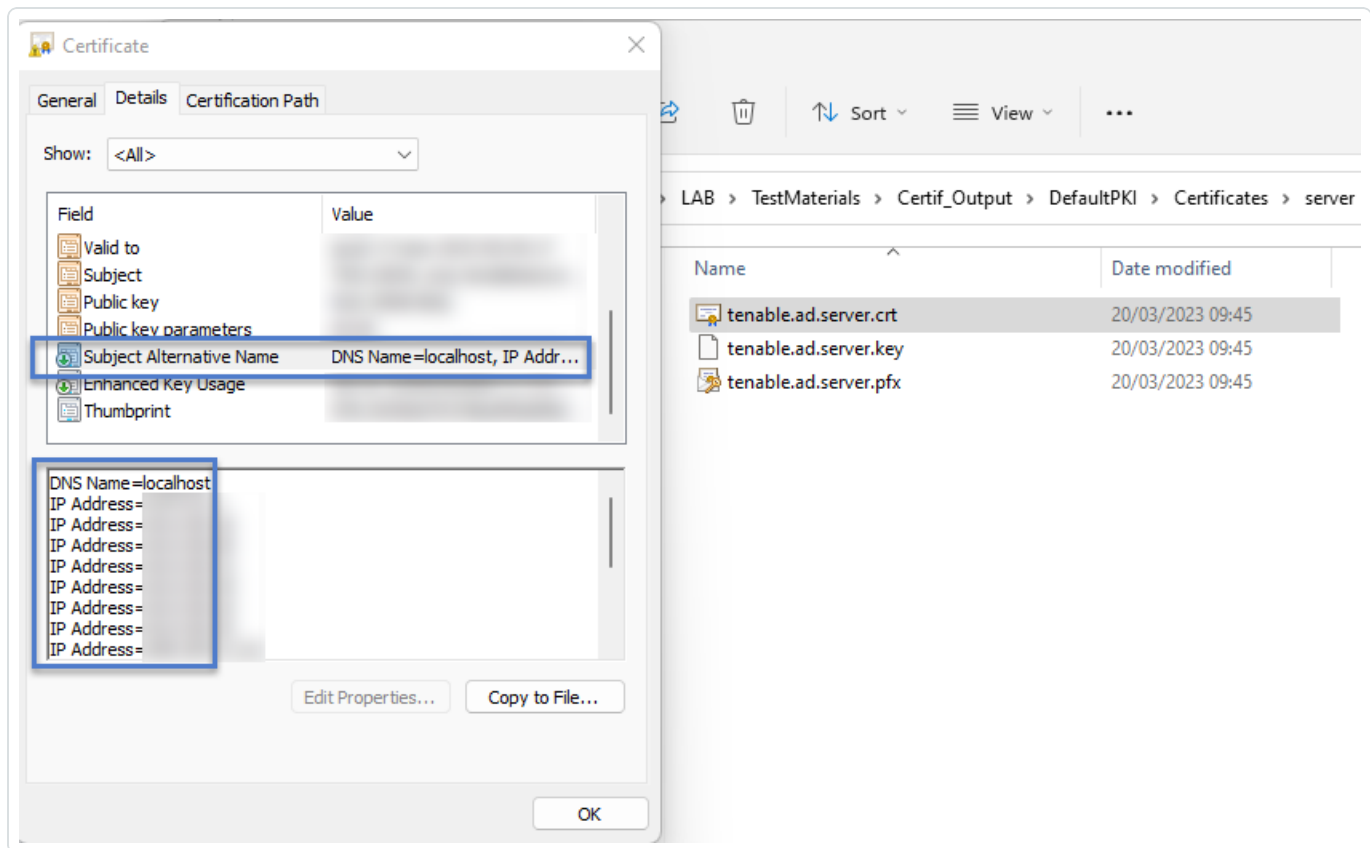 Certificate
General Details Certification Path
Show: <All>
Field Value
Valid to
Subject
Public key
Public key parameters
Subject Alternative Name DNS Name=localhost, IP Addr...
Enhanced Key Usage
Thumbprint
DNS Name=localhost
IP Address=
IP Address=
IP Address=
IP Address=
IP Address=
IP Address=
IP Address=
IP Address=
Edit Properties... Copy to File...
OK
Sort View
LAB > TestMaterials > Certif_Output > DefaultPKI > Certificates > server
Name Date modified
tenable.ad.server.crt 20/03/2023 09:45
tenable.ad.server.key 20/03/2023 09:45
tenable.ad.server.pfx 20/03/2023 09:45